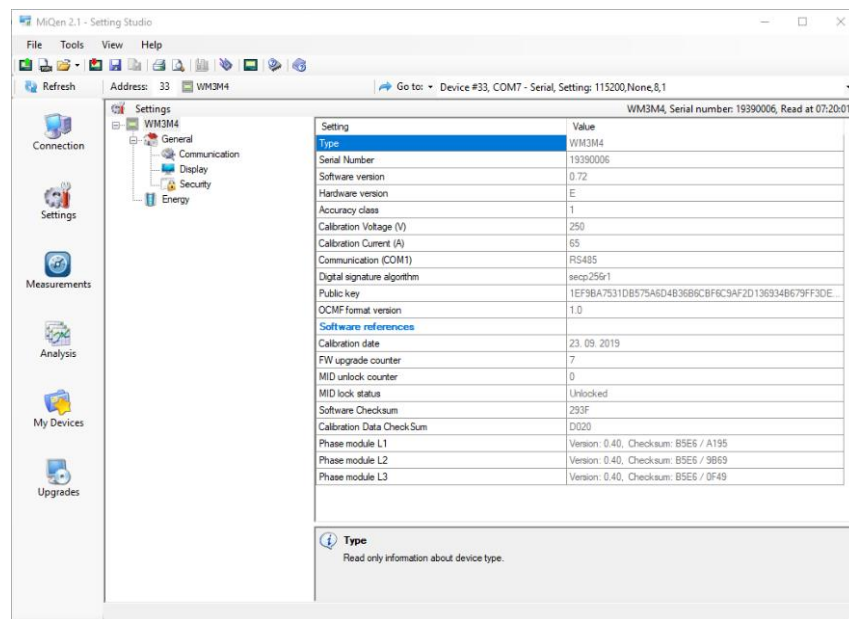 MiQen 2.1 - Setting Studio
File Tools View Help
Refresh Address: 33 WM3M4 Go to: Device #33, COM7 - Serial, Setting: 115200,None,8,1
Settings WM3M4, Serial number: 19390006, Read at 07:20:01
Connection
Settings
Measurements
Analysis
My Devices
Upgrades
WM3M4
General
Communication
Display
Security
Energy
Setting Value
Type WM3M4
Serial Number 19390006
Software version 0.72
Hardware version E
Accuracy class 1
Calibration Voltage (V) 250
Calibration Current (A) 65
Communication (COM1) RS485
Digital signature algorithm secp256r1
Public key 1EF9BA7531DB575A6D4B36B6CBF6C9AF2D136934B679FF3DE...
OCMF format version 1.0
Software references
Calibration date 23. 09. 2019
FW upgrade counter 7
MID unlock counter 0
MID lock status Unlocked
Software Checksum 293F
Calibration Data CheckSum D020
Phase module L1 Version: 0.40, Checksum: B5E6 / A195
Phase module L2 Version: 0.40, Checksum: B5E6 / 9B69
Phase module L3 Version: 0.40, Checksum: B5E6 / 0F49
Type
Read only information about device type.